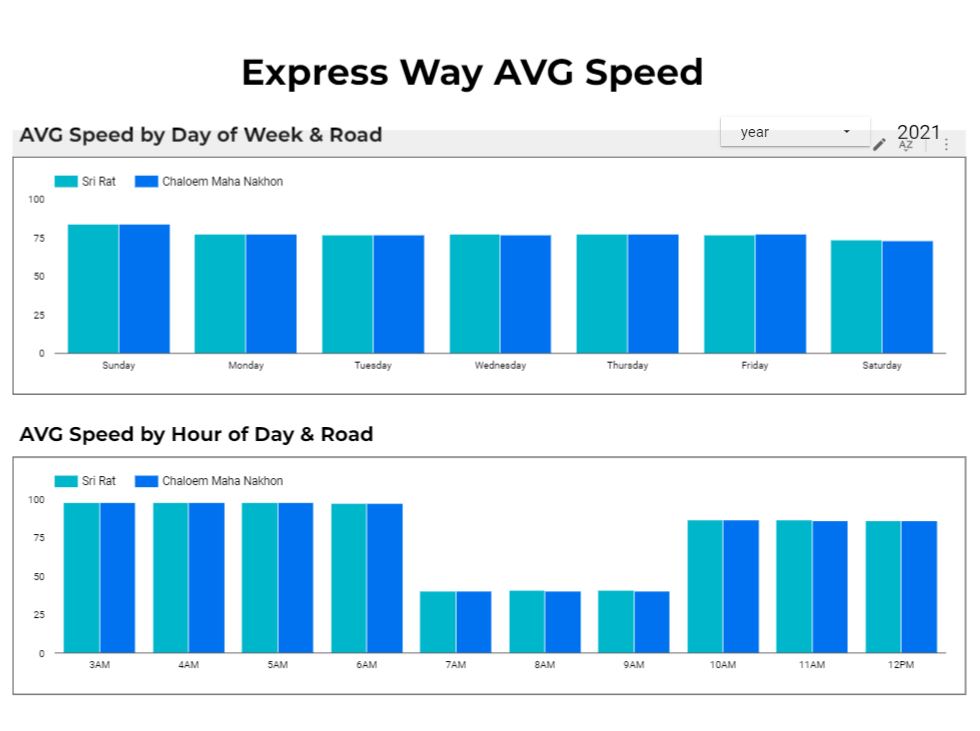 Express Way AVG Speed
AVG Speed by Day of Week & Road
year
2021
AZ
Sri Rat Chaloem Maha Nakhon
100
75
50
25
0
Sunday Monday Tuesday Wednesday Thursday Friday Saturday
AVG Speed by Hour of Day & Road
Sri Rat Chaloem Maha Nakhon
100
75
50
25
0
3AM 4AM 5AM 6AM 7AM 8AM 9AM 10AM 11AM 12PM